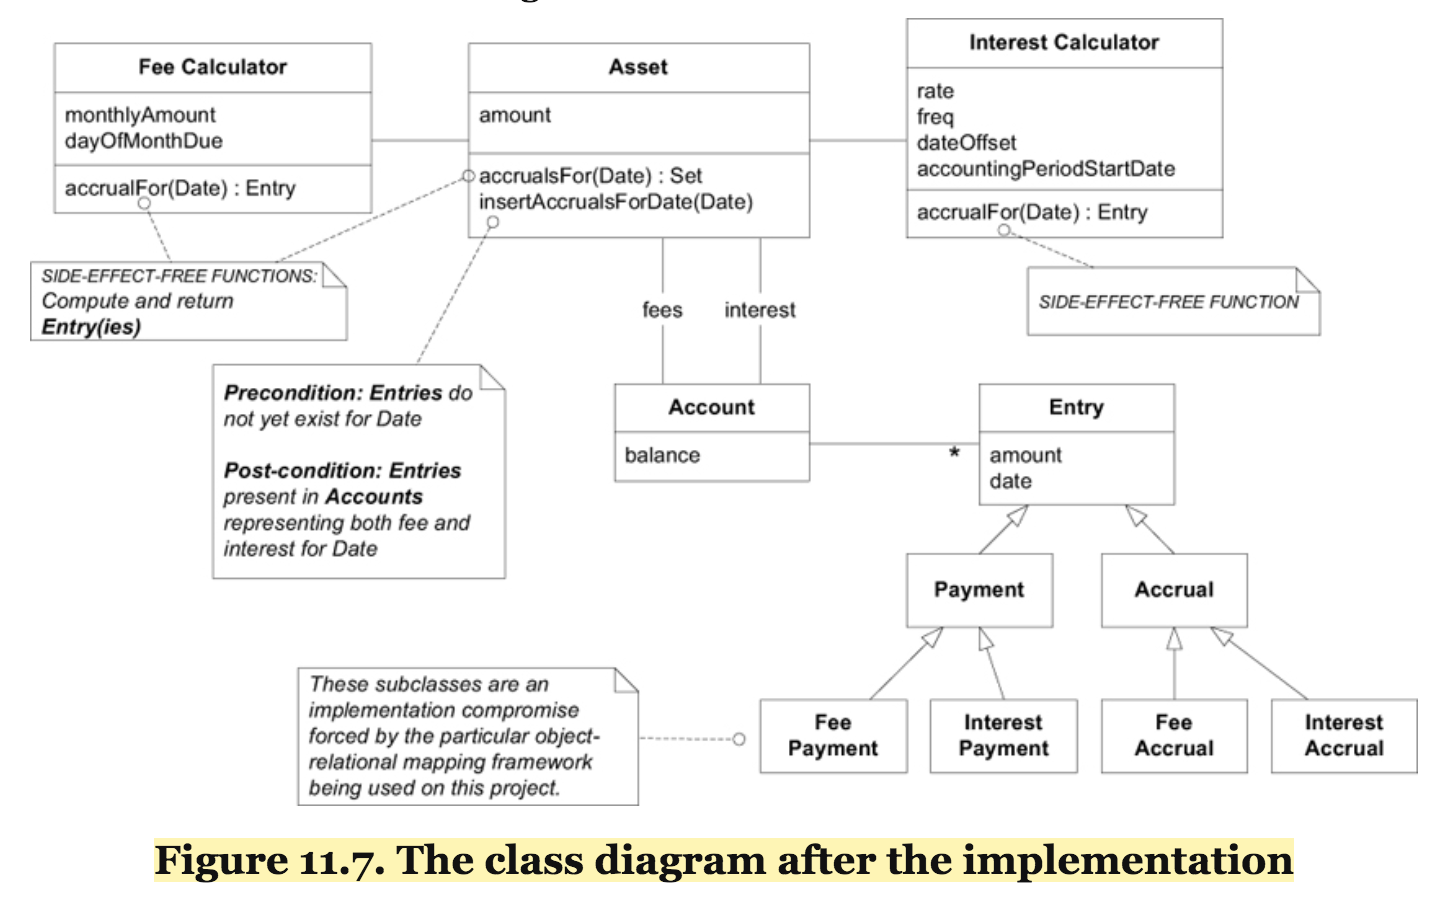 Fee Calculator
monthlyAmount
dayOfMonthDue
accrualFor(Date) : Entry
Asset
amount
accrualsFor(Date) : Set
insertAccrualsForDate(Date)
Interest Calculator
rate
freq
dateOffset
accountingPeriodStartDate
accrualFor(Date) : Entry
SIDE-EFFECT-FREE FUNCTIONS:
Compute and return
Entry(ies)
fees
interest
SIDE-EFFECT-FREE FUNCTION
Precondition: Entries do
not yet exist for Date
Post-condition: Entries
present in Accounts
representing both fee and
interest for Date
Account
balance
*
Entry
amount
date
Payment
Accrual
These subclasses are an
implementation compromise
forced by the particular object-
relational mapping framework
being used on this project.
Fee
Payment
Interest
Payment
Fee
Accrual
Interest
Accrual
Figure 11.7. The class diagram after the implementation